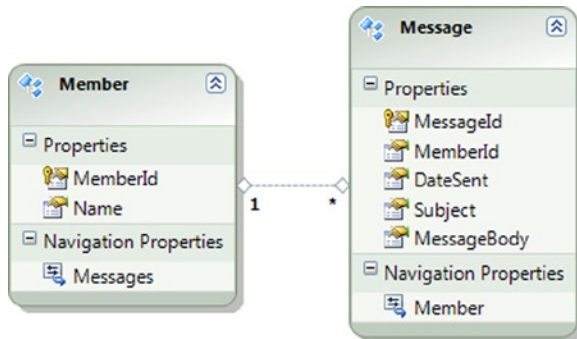 Member
Properties
MemberId
Name
Navigation Properties
Messages
1
*
Message
Properties
MessageId
MemberId
DateSent
Subject
MessageBody
Navigation Properties
Member